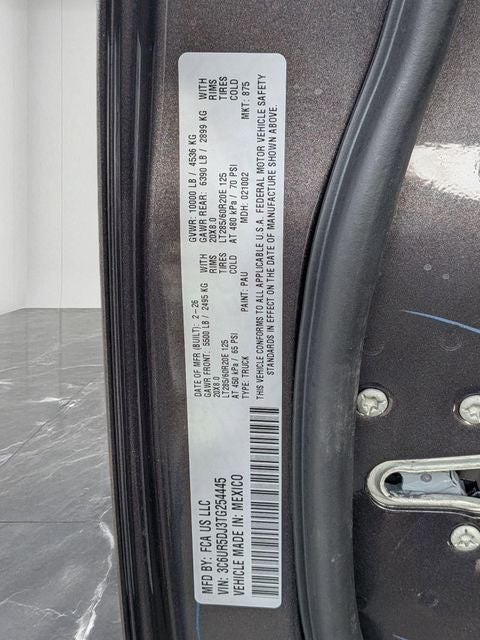 MFD BY: FCA US LLC
VIN: 3C6UR5DJ3TG254445
VEHICLE MADE IN: MEXICO
DATE OF MFR (BUILT): 2-26 GVWR: 10000 LB / 4536 KG
GAWR FRONT: 5500 LB / 2495 KG WITH GAWR REAR: 6390 LB / 2899 KG WITH
20X8.0 RIMS 20X8.0 RIMS
LT285/60R20E 125 TIRES LT285/60R20E 125 TIRES
AT 450 kPa / 65 PSI COLD AT 480 kPa / 70 PSI COLD
TYPE: TRUCK PAINT: PAU MDH: 021002 MKT: 875
THIS VEHICLE CONFORMS TO ALL APPLICABLE U.S.A. FEDERAL MOTOR VEHICLE SAFETY
STANDARDS IN EFFECT ON THE DATE OF MANUFACTURE SHOWN ABOVE.